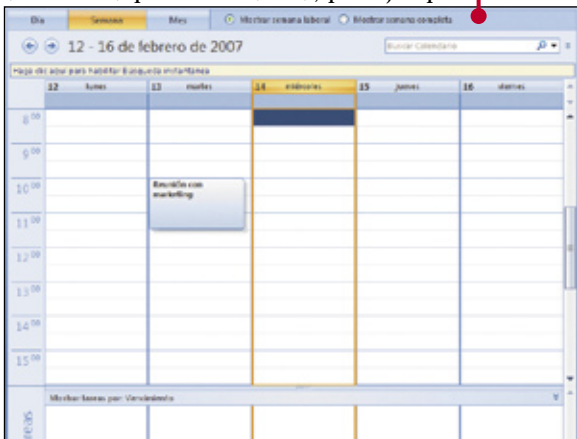 Día Semana Mes Mostrar semana laboral Mostrar semana completa
12 - 16 de febrero de 2007 Buscar Calendario
Haga clic aquí para habilitar Búsqueda instantánea
12 lunes 13 martes 14 miércoles 15 jueves 16 viernes
8 00
9 00
10 00 Reunión con
marketing
11 00
12 00
13 00
14 00
15 00
Mostrar tareas por: Vencimiento